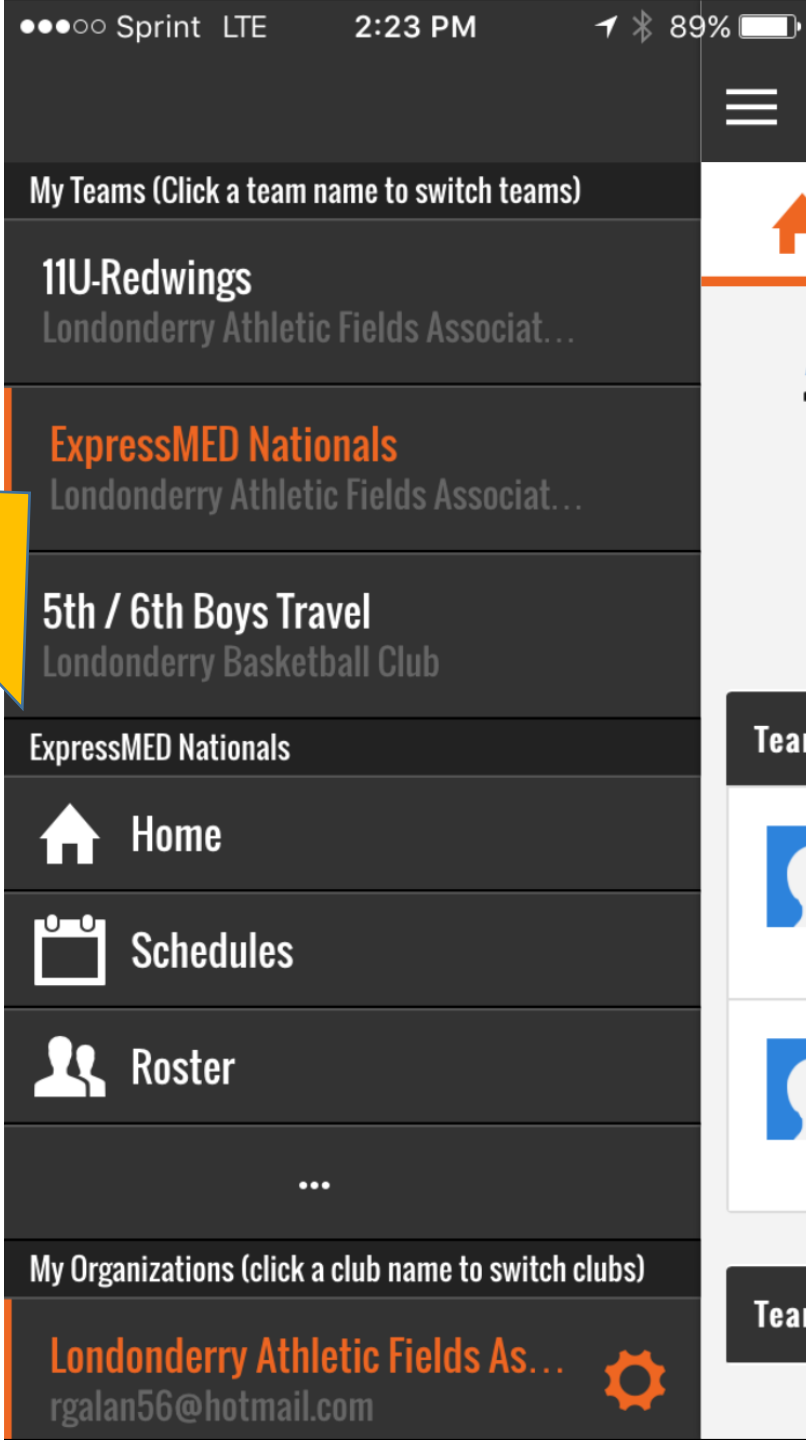 Sprint LTE 2:23 PM 89%
My Teams (Click a team name to switch teams)
11U-Redwings
Londonderry Athletic Fields Associat...
ExpressMED Nationals
Londonderry Athletic Fields Associat...
5th / 6th Boys Travel
Londonderry Basketball Club
ExpressMED Nationals
Home
Schedules
Roster
...
My Organizations (click a club name to switch clubs)
Londonderry Athletic Fields As...
rgalan56@hotmail.com